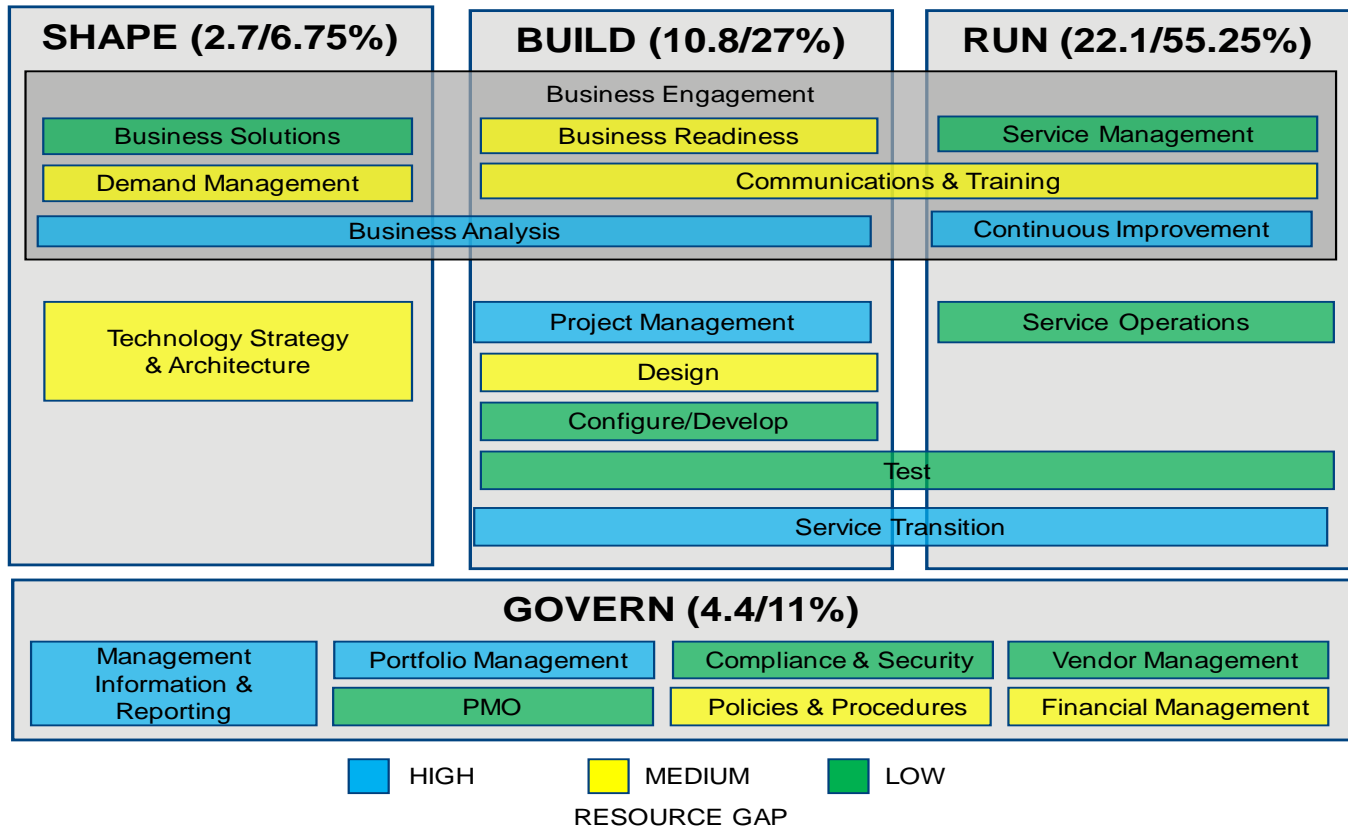 SHAPE (2.7/6.75%)
BUILD (10.8/27%)
RUN (22.1/55.25%)
Business Engagement
Business Solutions
Business Readiness
Service Management
Demand Management
Communications & Training
Business Analysis
Continuous Improvement
Technology Strategy
& Architecture
Project Management
Service Operations
Design
Configure/Develop
Test
Service Transition
GOVERN (4.4/11%)
Management
Information &
Reporting
Portfolio Management
Compliance & Security
Vendor Management
PMO
Policies & Procedures
Financial Management
HIGH
MEDIUM
LOW
RESOURCE GAP